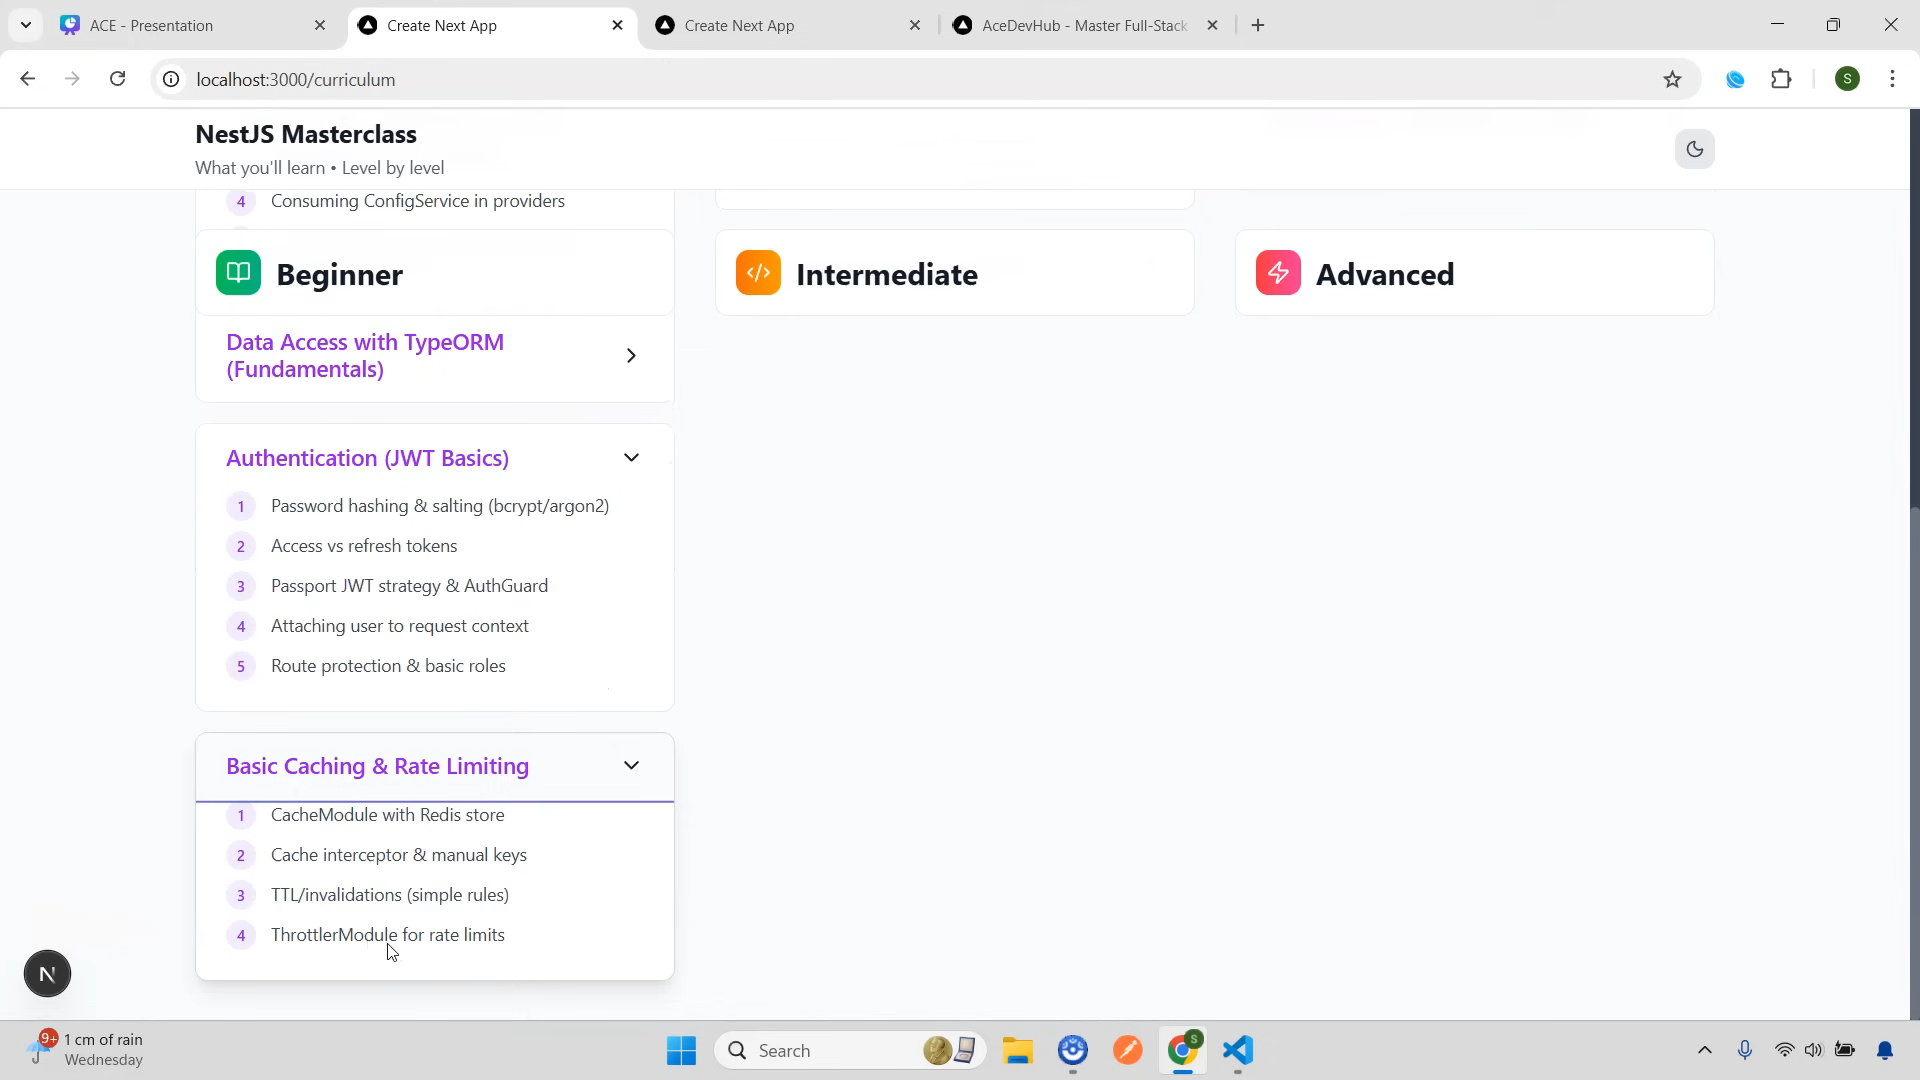 ACE - Presentation
Create Next App
Create Next App
AceDevHub - Master Full-Stack
localhost:3000/curriculum
S
NestJS Masterclass
What you'll learn • Level by level
4 Consuming ConfigService in providers
Beginner
Intermediate
Advanced
Data Access with TypeORM
(Fundamentals)
Authentication (JWT Basics)
1 Password hashing & salting (bcrypt/argon2)
2 Access vs refresh tokens
3 Passport JWT strategy & AuthGuard
4 Attaching user to request context
5 Route protection & basic roles
Basic Caching & Rate Limiting
1 CacheModule with Redis store
2 Cache interceptor & manual keys
3 TTL/invalidations (simple rules)
4 ThrottlerModule for rate limits
N
9+
1 cm of rain
Wednesday
Search
S